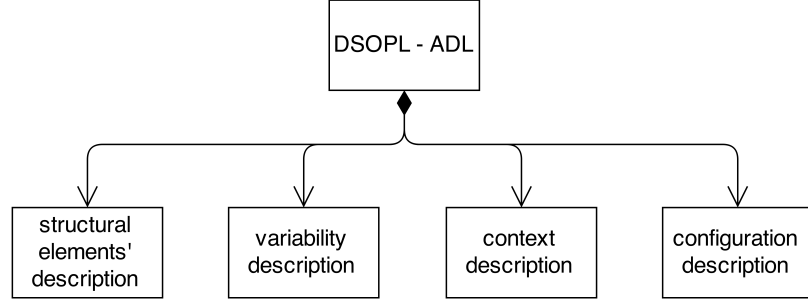 DSOPL - ADL
structural
elements'
description
variability
description
context
description
configuration
description